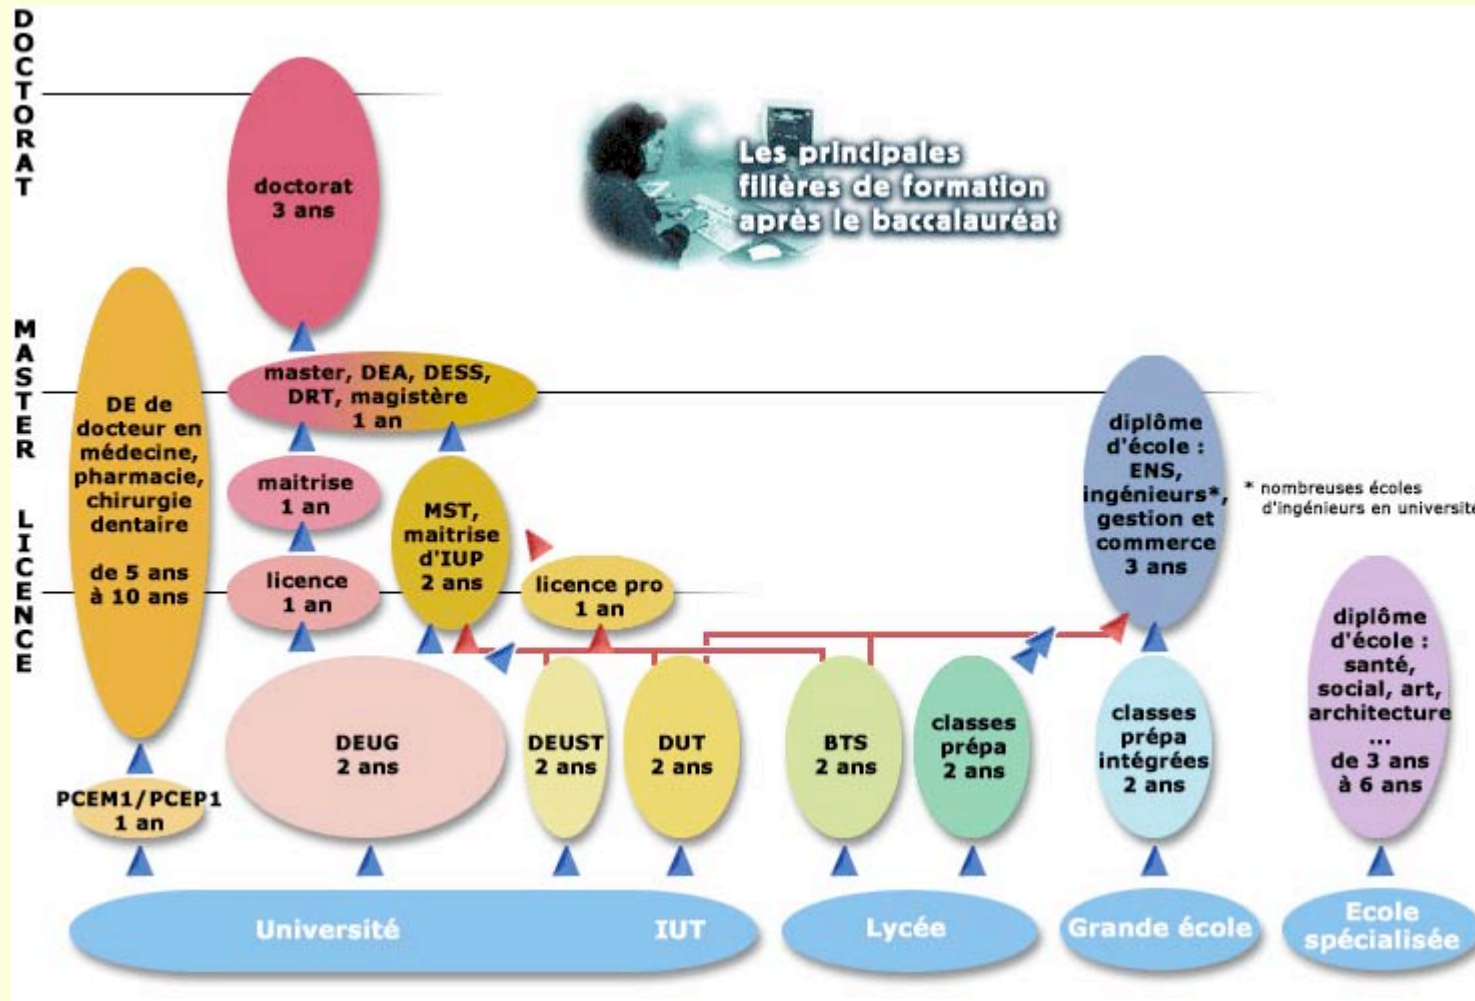 DOCTORAT
MASTER
LICENCE
Les principales
filières de formation
après le baccalauréat
doctorat
3 ans
master, DEA, DESS,
DRT, magistère
1 an
DE de
docteur en
médecine,
pharmacie,
chirurgie
dentaire
de 5 ans
à 10 ans
maitrise
1 an
MST,
maitrise
d'IUP
2 ans
diplôme
d'école :
ENS,
ingénieurs*,
gestion et
commerce
3 ans
* nombreuses écoles
d'ingénieurs en université
licence
1 an
licence pro
1 an
diplôme
d'école :
santé,
social, art,
architecture
...
de 3 ans
à 6 ans
PCEM1/PCEP1
1 an
DEUG
2 ans
DEUST
2 ans
DUT
2 ans
BTS
2 ans
classes
prépa
2 ans
classes
prépa
intégrées
2 ans
Université
IUT
Lycée
Grande école
Ecole
spécialisée